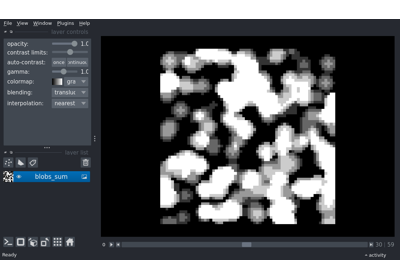 File View Window Plugins Help
layer controls
opacity: 1.0
contrast limits:
auto-contrast: once continuous
gamma: 1.0
colormap: gra
blending: translu
interpolation: nearest
layer list
blobs_sum
0 30 59
Ready activity